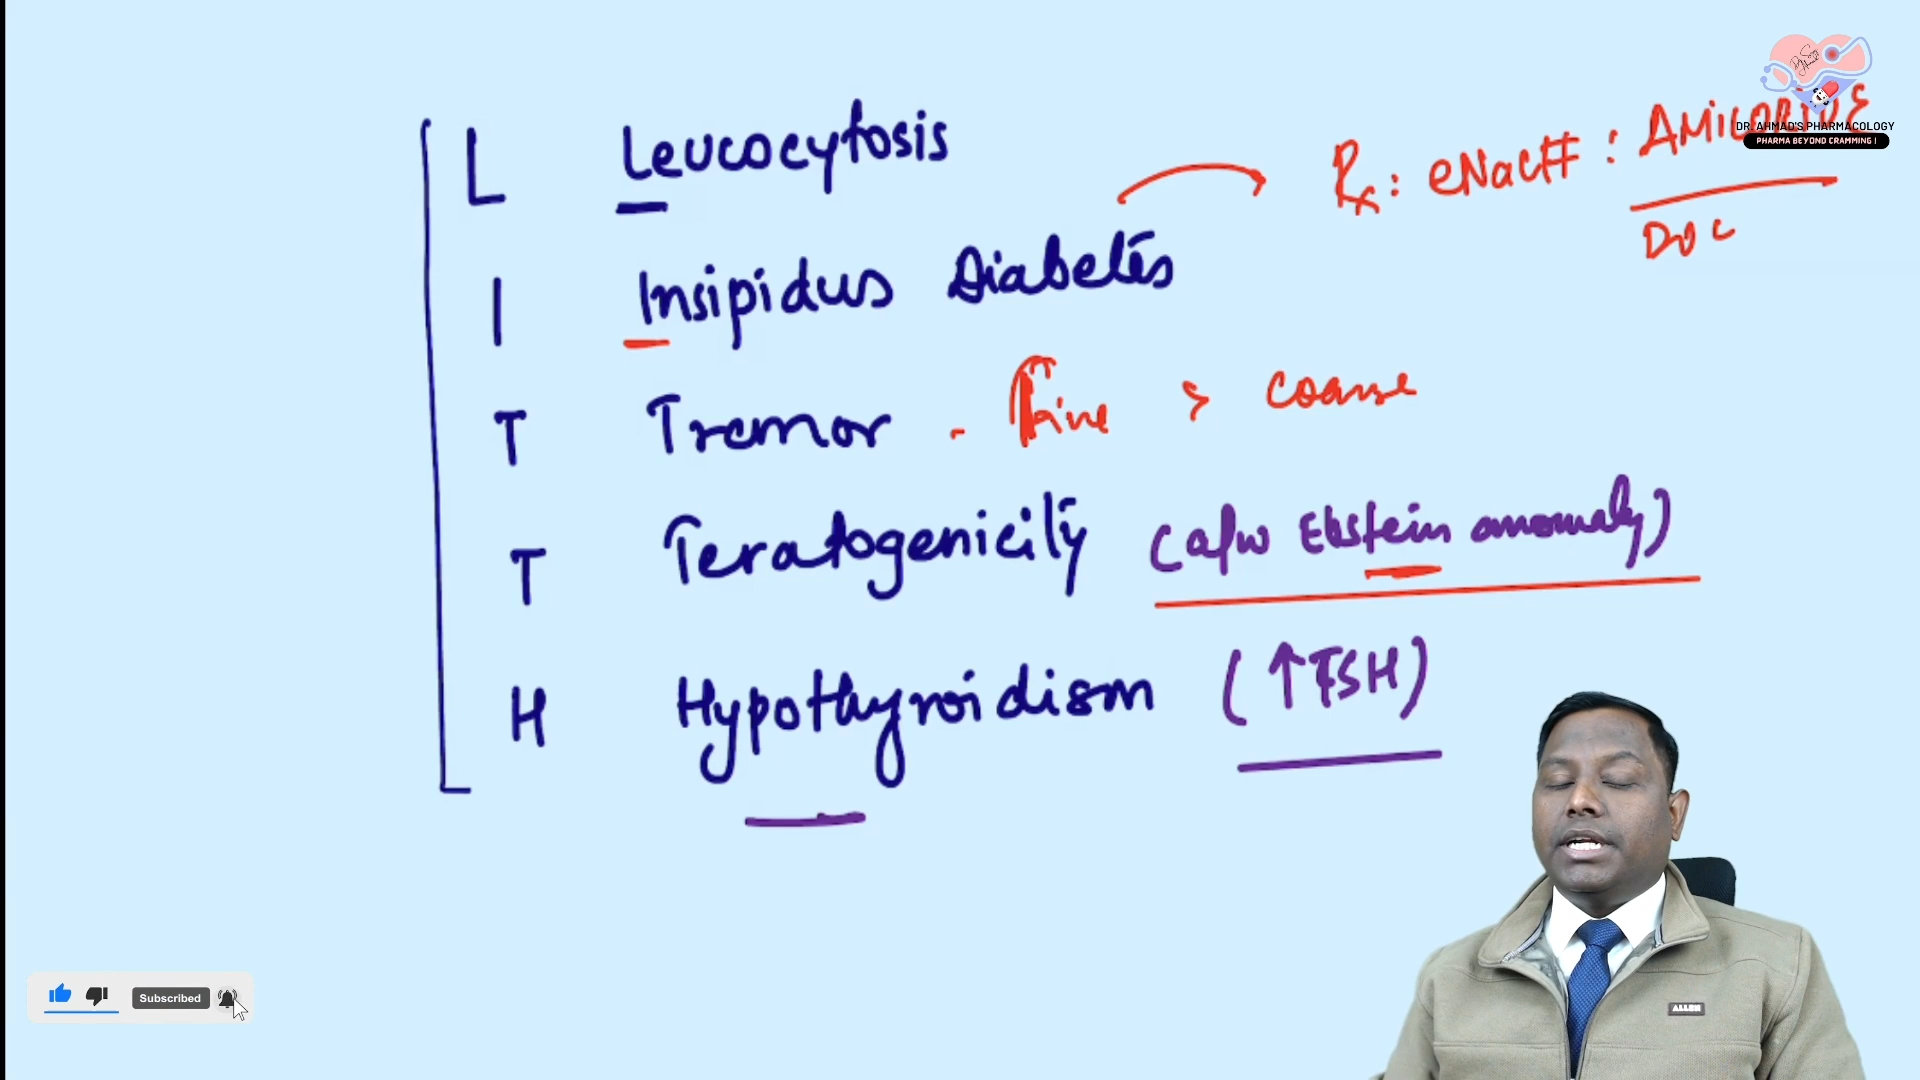 L Leucocytosis
I Insipidus Diabetes
Rx: eNaC# : AMILORIDE
DOC
T Tremor - fine > coarse
T Teratogenicity (a/w Ebstein anomaly)
H Hypothyroidism (↑TSH)
DR. AHMAD'S PHARMACOLOGY
PHARMA BEYOND CRAMMING !
Subscribed
ALLEN